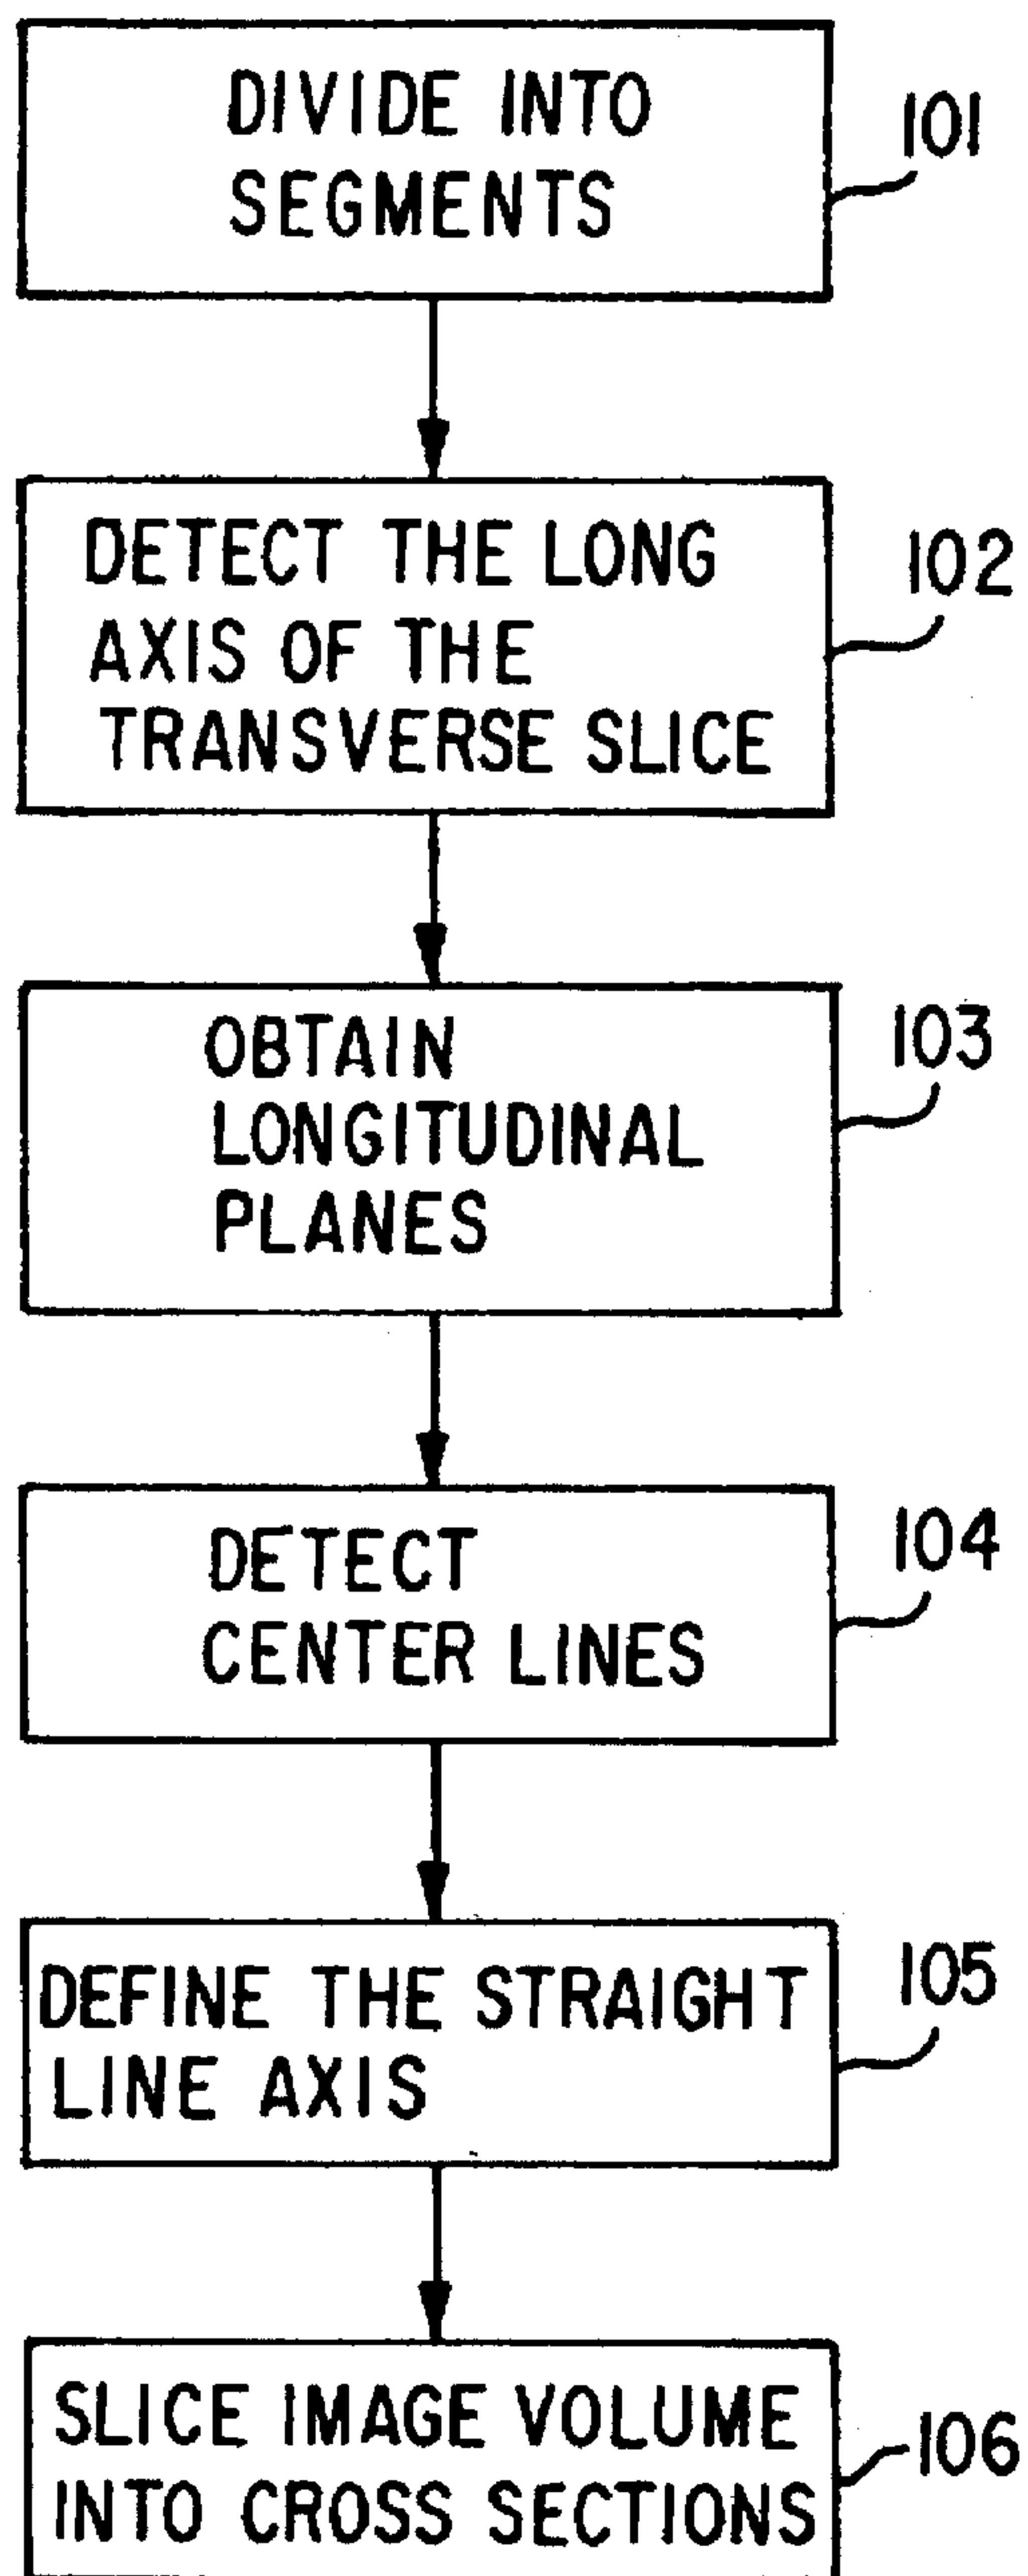 DIVIDE INTO
SEGMENTS
101
DETECT THE LONG
AXIS OF THE
TRANSVERSE SLICE
102
OBTAIN
LONGITUDINAL
PLANES
103
DETECT
CENTER LINES
104
DEFINE THE STRAIGHT
LINE AXIS
105
SLICE IMAGE VOLUME
INTO CROSS SECTIONS
106